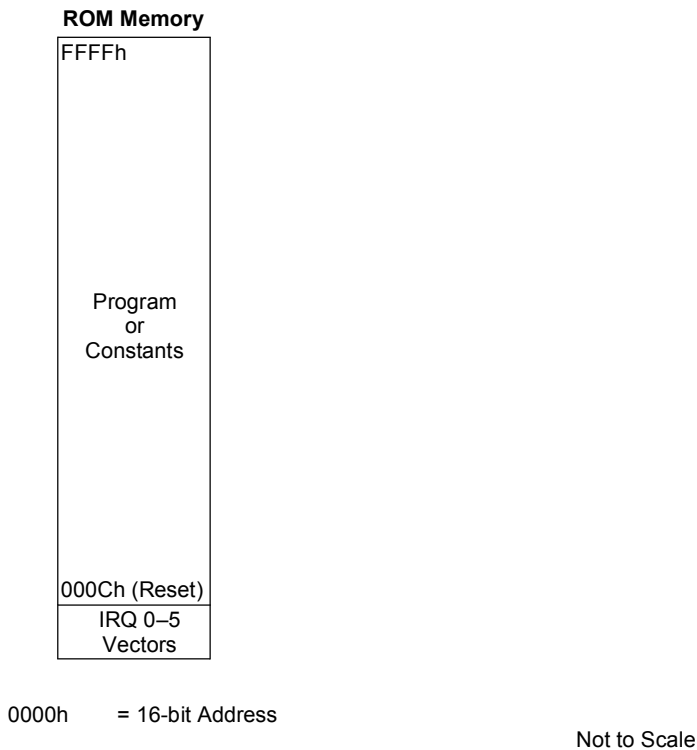 ROM Memory
FFFFh
Program
or
Constants
000Ch (Reset)
IRQ 0–5
Vectors
0000h = 16-bit Address
Not to Scale